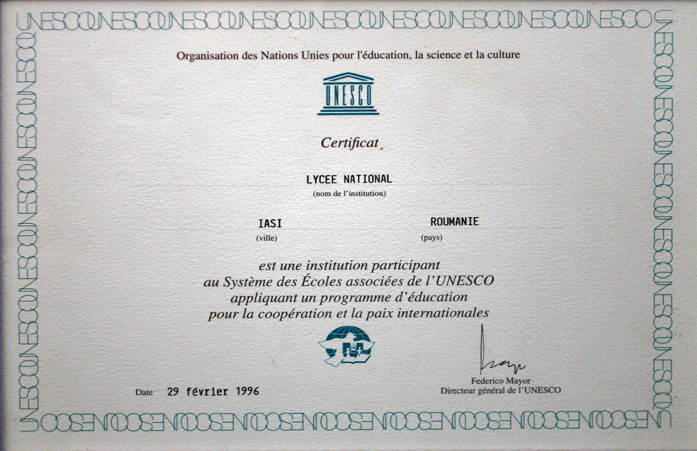 UNESCOUNESCOUNESCOUNESCOUNESCOUNESCOUNESCOUNESCOUNESCO
Organisation des Nations Unies pour l'éducation, la science et la culture
UNESCO
Certificat
LYCEE NATIONAL
(nom de l'institution)
IASI ROUMANIE
(ville) (pays)
est une institution participant
au Système des Écoles associées de l'UNESCO
appliquant un programme d'éducation
pour la coopération et la paix internationales
Federico Mayor
Date 29 février 1996
Directeur général de l'UNESCO